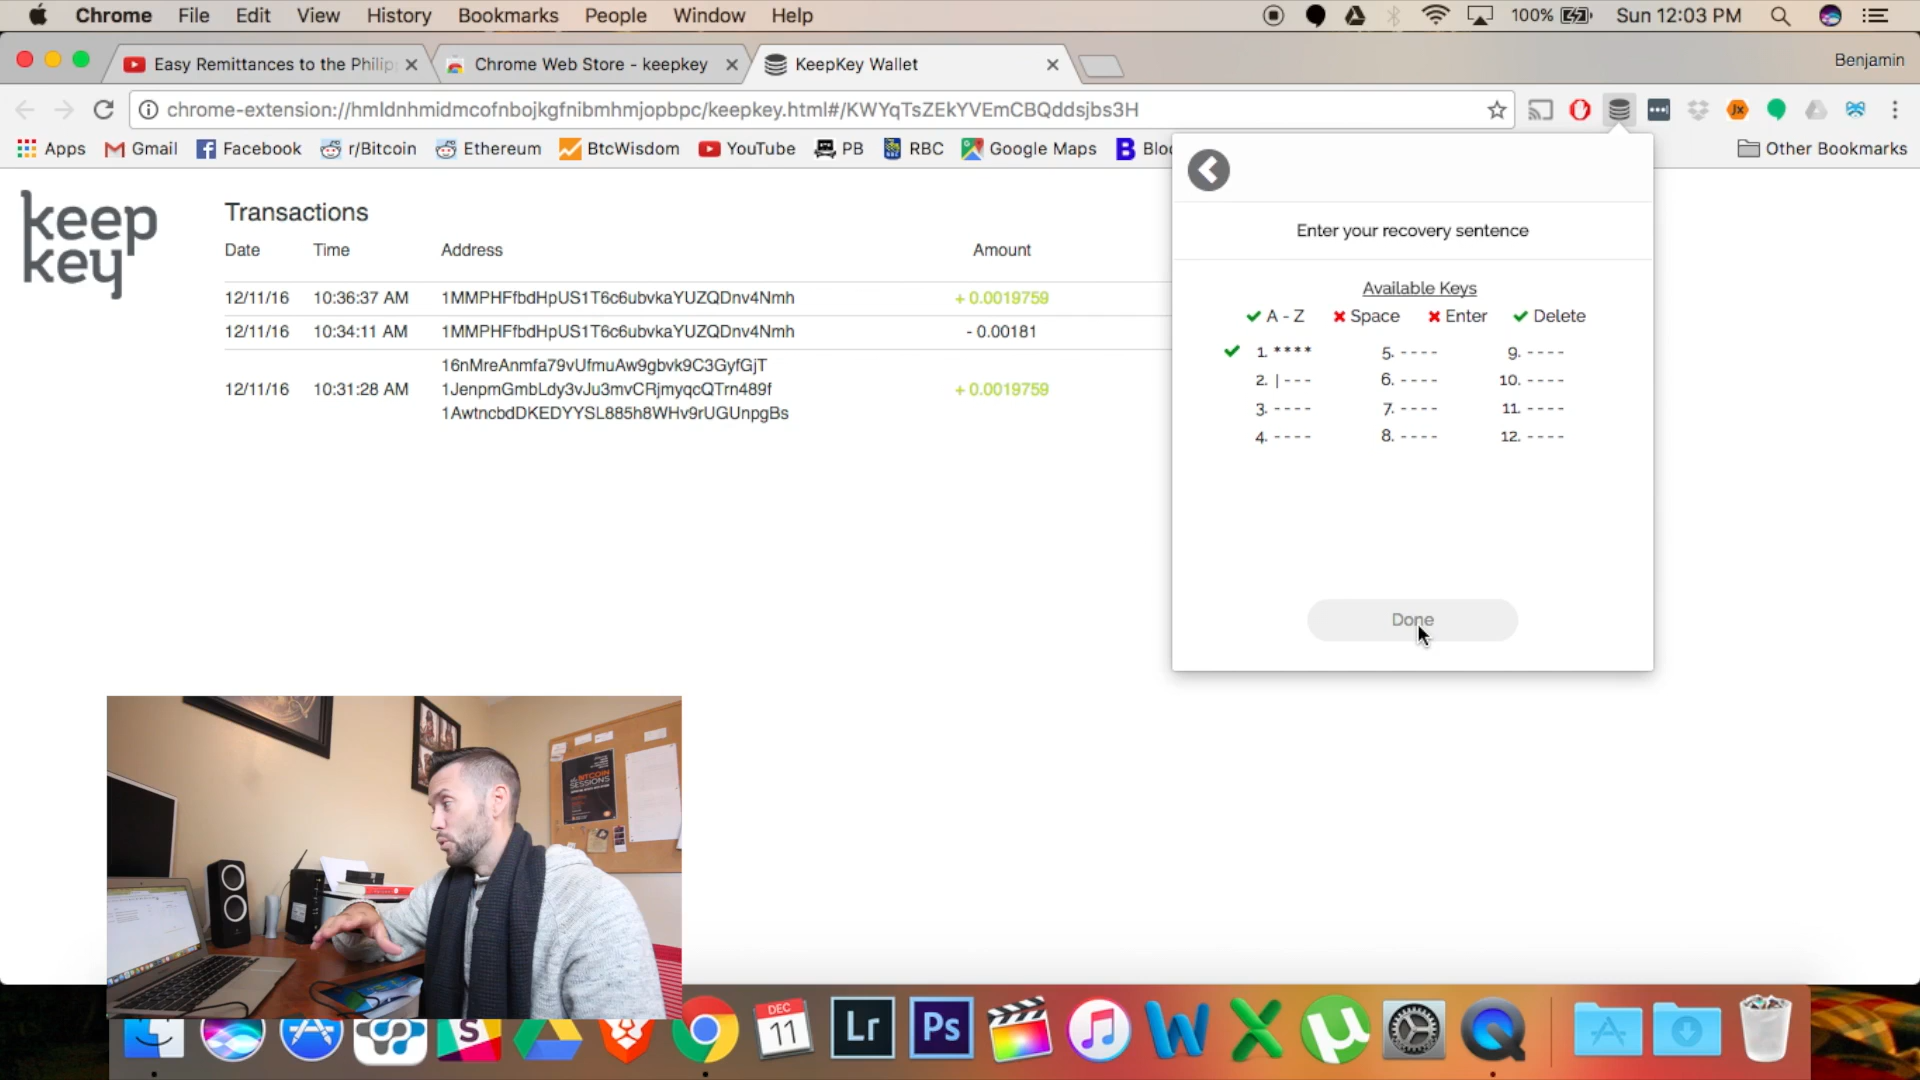 Chrome File Edit View History Bookmarks People Window Help 100% Sun 12:03 PM
Easy Remittances to the Philip Chrome Web Store - keepkey KeepKey Wallet Benjamin
chrome-extension://hmldnhmidmcofnbojkgfnibmhmjopbpc/keepkey.html#/KWYqTsZEkYVEmCBQddsjbs3H
Apps Gmail Facebook r/Bitcoin Ethereum BtcWisdom YouTube PB RBC Google Maps Bloc Other Bookmarks
keep
key
Transactions
Date Time Address Amount
12/11/16 10:36:37 AM 1MMPHFfbdHpUS1T6c6ubvkaYUZQDnv4Nmh + 0.0019759
12/11/16 10:34:11 AM 1MMPHFfbdHpUS1T6c6ubvkaYUZQDnv4Nmh - 0.00181
16nMreAnmfa79vUfmuAw9gbvk9C3GyfGjT
12/11/16 10:31:28 AM 1JenpmGmbLdy3vJu3mvCRjmyqcQTrn489f + 0.0019759
1AwtncbdDKEDYYSL885h8WHv9rUGUnpgBs
Enter your recovery sentence
Available Keys
A - Z Space Enter Delete
1. **** 5. - - - - 9. - - - -
2. | - - - 6. - - - - 10. - - - -
3. - - - - 7. - - - - 11. - - - -
4. - - - - 8. - - - - 12. - - - -
Done
BITCOIN
SESSIONS
DEC
11
Lr
Ps